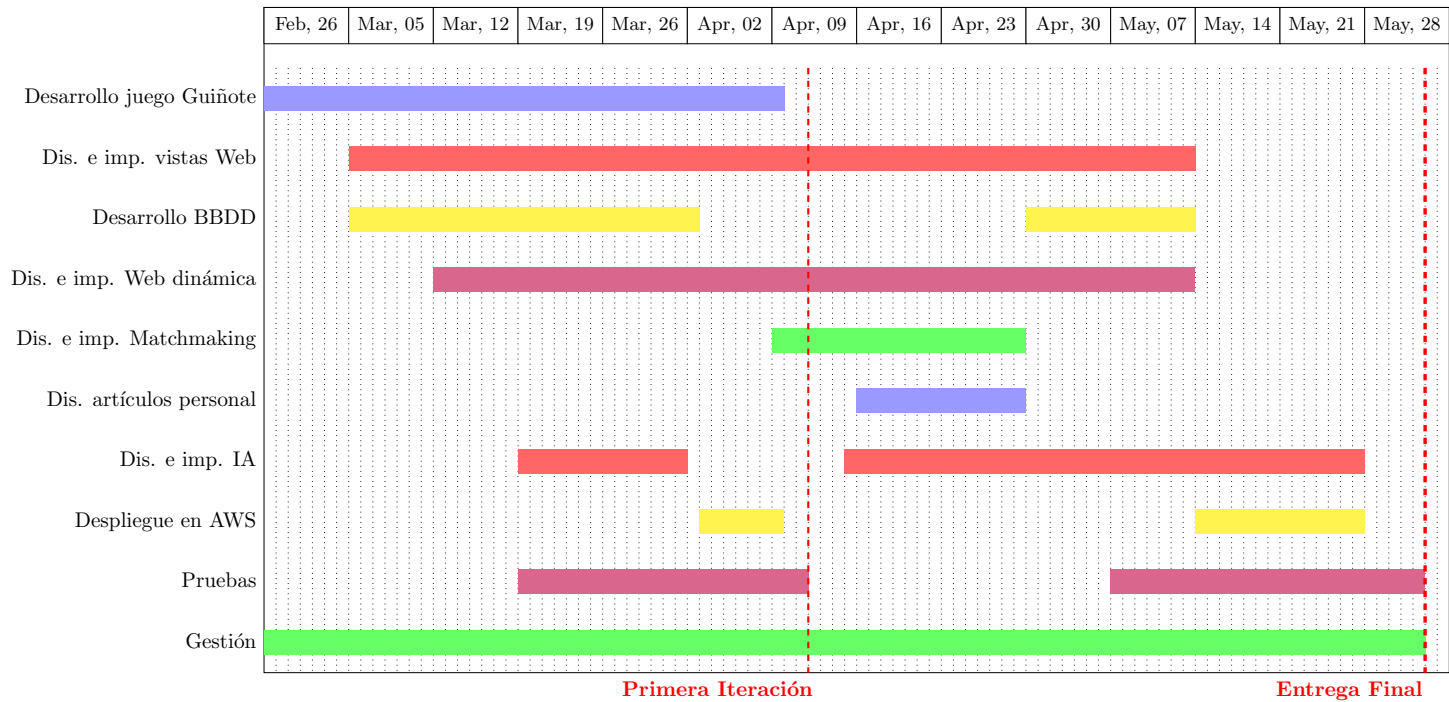 Feb, 26 Mar, 05 Mar, 12 Mar, 19 Mar, 26 Apr, 02 Apr, 09 Apr, 16 Apr, 23 Apr, 30 May, 07 May, 14 May, 21 May, 28
Desarrollo juego Guiñote
Dis. e imp. vistas Web
Desarrollo BBDD
Dis. e imp. Web dinámica
Dis. e imp. Matchmaking
Dis. artículos personal
Dis. e imp. IA
Despliegue en AWS
Pruebas
Gestión
Primera Iteración Entrega Final